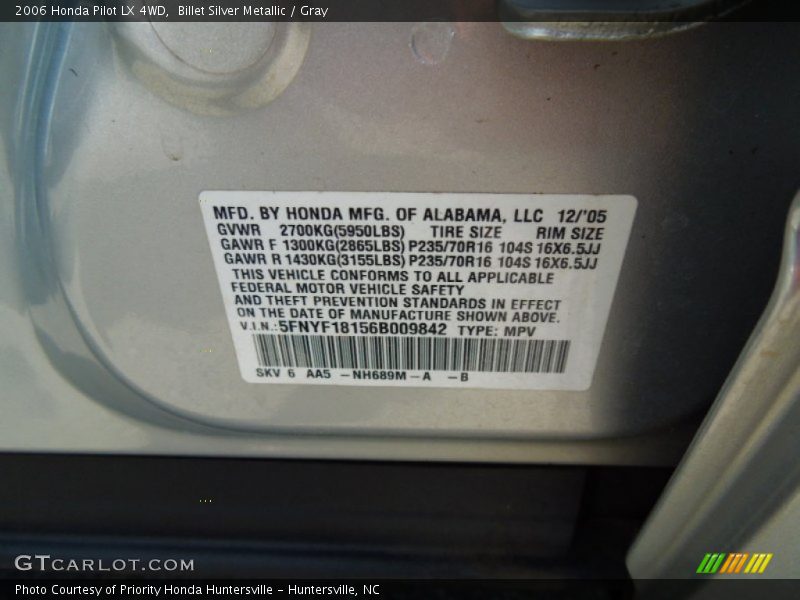 2006 Honda Pilot LX 4WD,  Billet Silver Metallic / Gray
MFD. BY HONDA MFG. OF ALABAMA, LLC 12/'05
GVWR 2700KG(5950LBS) TIRE SIZE RIM SIZE
GAWR F 1300KG(2865LBS) P235/70R16 104S 16X6.5JJ
GAWR R 1430KG(3155LBS) P235/70R16 104S 16X6.5JJ
THIS VEHICLE CONFORMS TO ALL APPLICABLE
FEDERAL MOTOR VEHICLE SAFETY
AND THEFT PREVENTION STANDARDS IN EFFECT
ON THE DATE OF MANUFACTURE SHOWN ABOVE.
V.I.N.: 5FNYF18156B009842 TYPE: MPV
SKV 6 AA5 -NH689M-A -B
GTCARLOT.COM
Photo Courtesy of Priority Honda Huntersville - Huntersville, NC